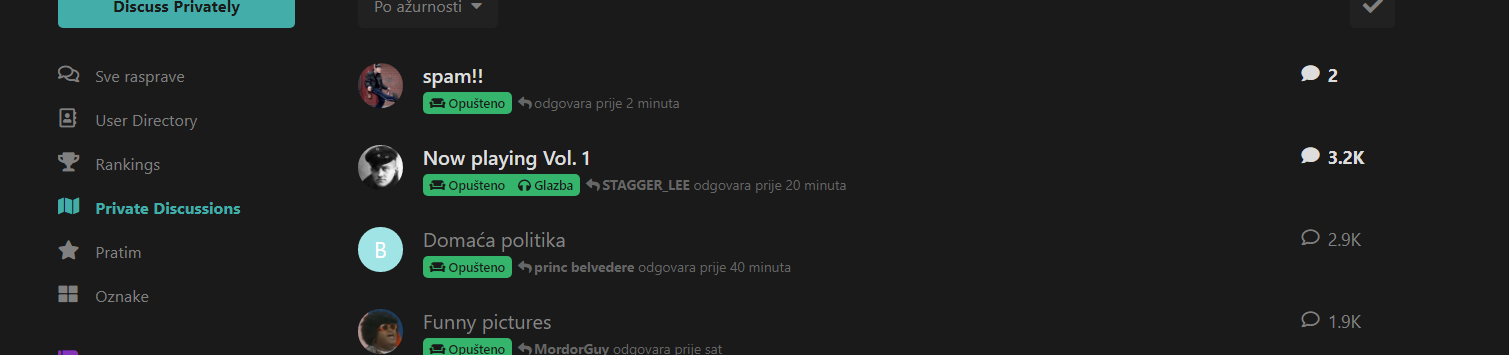 Discuss Privately
Po ažurnosti
Sve rasprave
User Directory
Rankings
Private Discussions
Pratim
Oznake
spam!!
2
Opušteno odgovara prije 2 minuta
Now playing Vol. 1
3.2K
Opušteno Glazba STAGGER_LEE odgovara prije 20 minuta
B
Domaća politika
2.9K
Opušteno princ belvedere odgovara prije 40 minuta
Funny pictures
1.9K
Opušteno MordorGuy odgovara prije sat